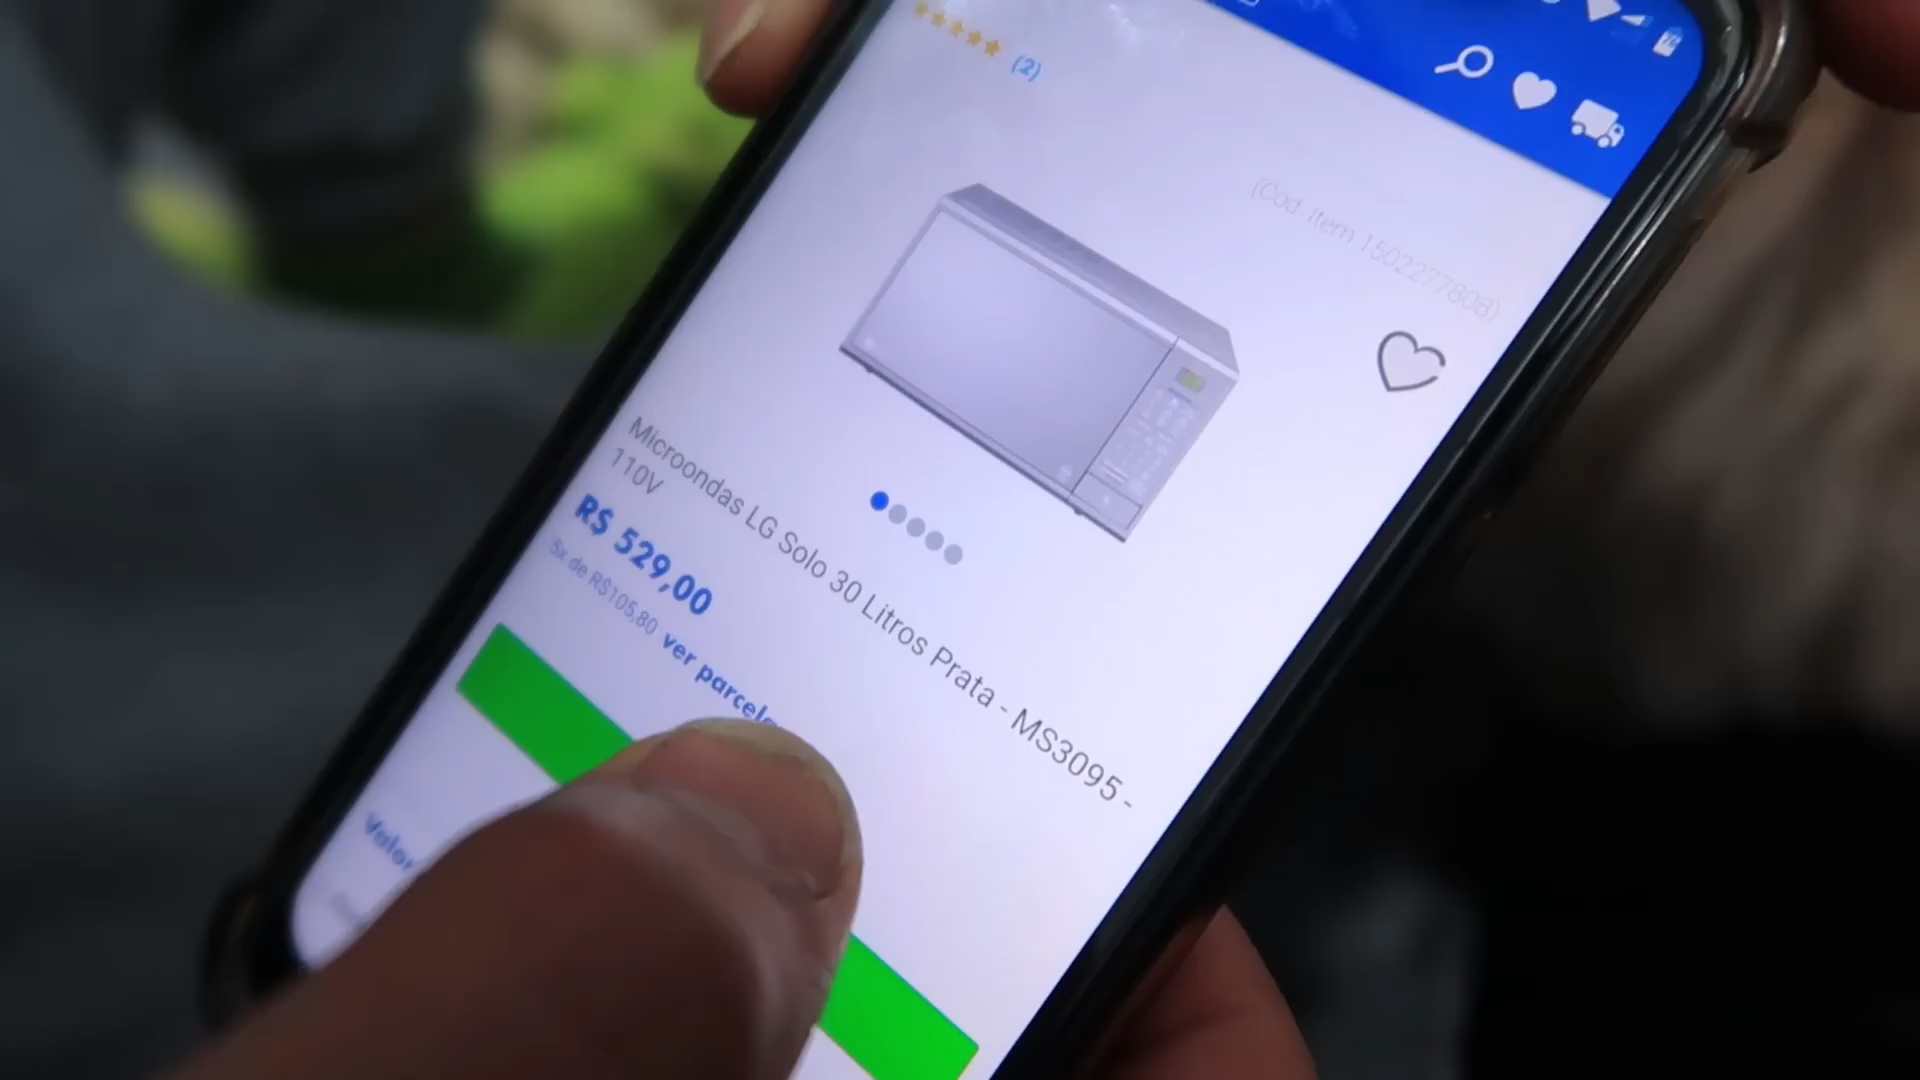 (2)
(Cód. Item 1502277808)
Microondas LG Solo 30 Litros Prata - MS3095 -
110V
R$ 529,00
5x de R$105,80 ver parcela
Valor